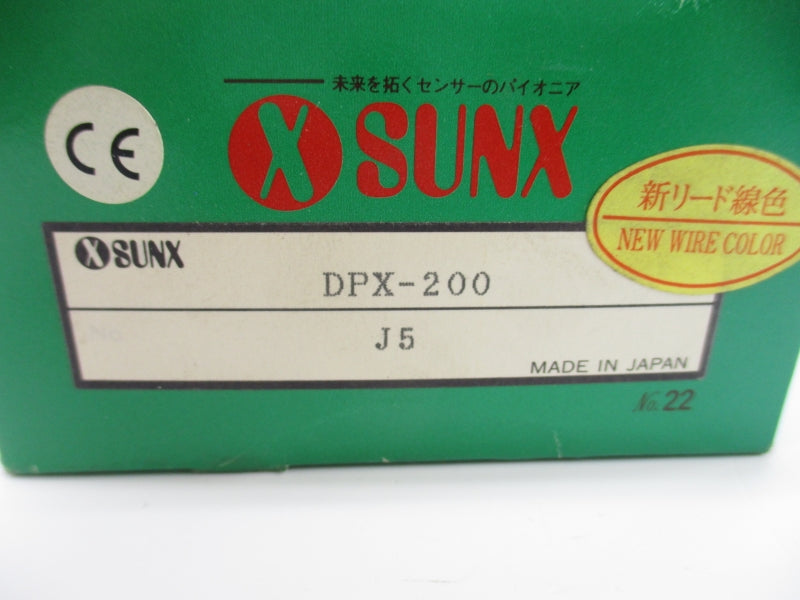 未来を拓くセンサーのパイオニア
SUNX
CE
新リード線色
NEW WIRE COLOR
SUNX
DPX-200
No.
J5
MADE IN JAPAN
No.22